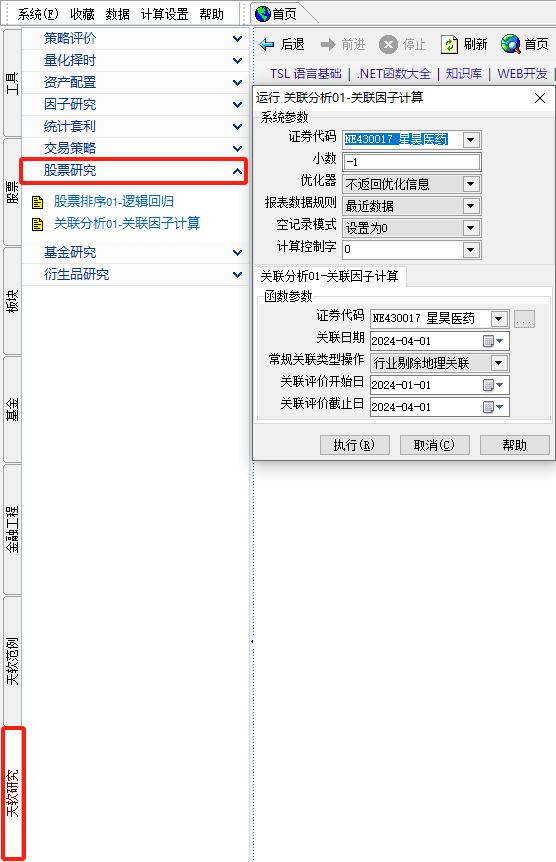 系统(F) 收藏 数据 计算设置 帮助
首页
后退 前进 停止 刷新 首页
TSL 语言基础 | .NET函数大全 | 知识库 | WEB开发 |
工具
股票
板块
基金
金融工程
天软范例
天软研究
策略评价
量化择时
资产配置
因子研究
统计套利
交易策略
股票研究
股票排序01-逻辑回归
关联分析01-关联因子计算
基金研究
衍生品研究
运行 关联分析01-关联因子计算
系统参数
证券代码 NE430017 星昊医药
小数 -1
优化器 不返回优化信息
报表数据规则 最近数据
空记录模式 设置为0
计算控制字 0
关联分析01-关联因子计算
函数参数
证券代码 NE430017 星昊医药 ...
关联日期 2024-04-01
常规关联类型操作 行业剔除地理关联
关联评价开始日 2024-01-01
关联评价截止日 2024-04-01
执行(R) 取消(C) 帮助